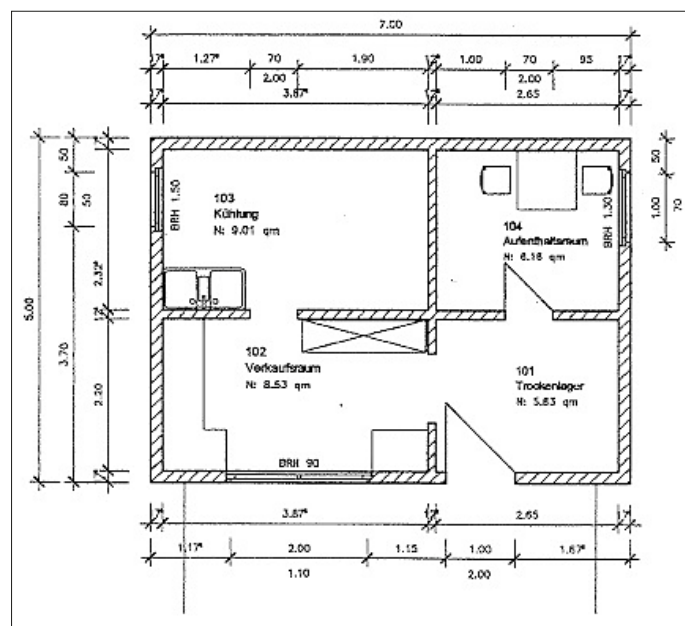 7.00
17⁵ 1.27⁵ 70 1.90 17⁵ 1.00 70 95 17⁵
2.00 2.00
17⁵ 3.87⁵ 17⁵ 2.65 17⁵
50
80 50
2.32⁵
17⁵
5.00
3.70
2.20
50
1.00 70
BRH 1.50
103
Kühlung
N: 9.01 qm
BRH 1.30
104
Aufenthaltsraum
N: 6.16 qm
102
Verkaufsraum
N: 8.53 qm
101
Trockenlager
N: 5.83 qm
BRH 90
3.87⁵ 17⁵ 2.65 17⁵
1.17⁵ 2.00 1.15 1.00 1.67⁵
1.10 2.00